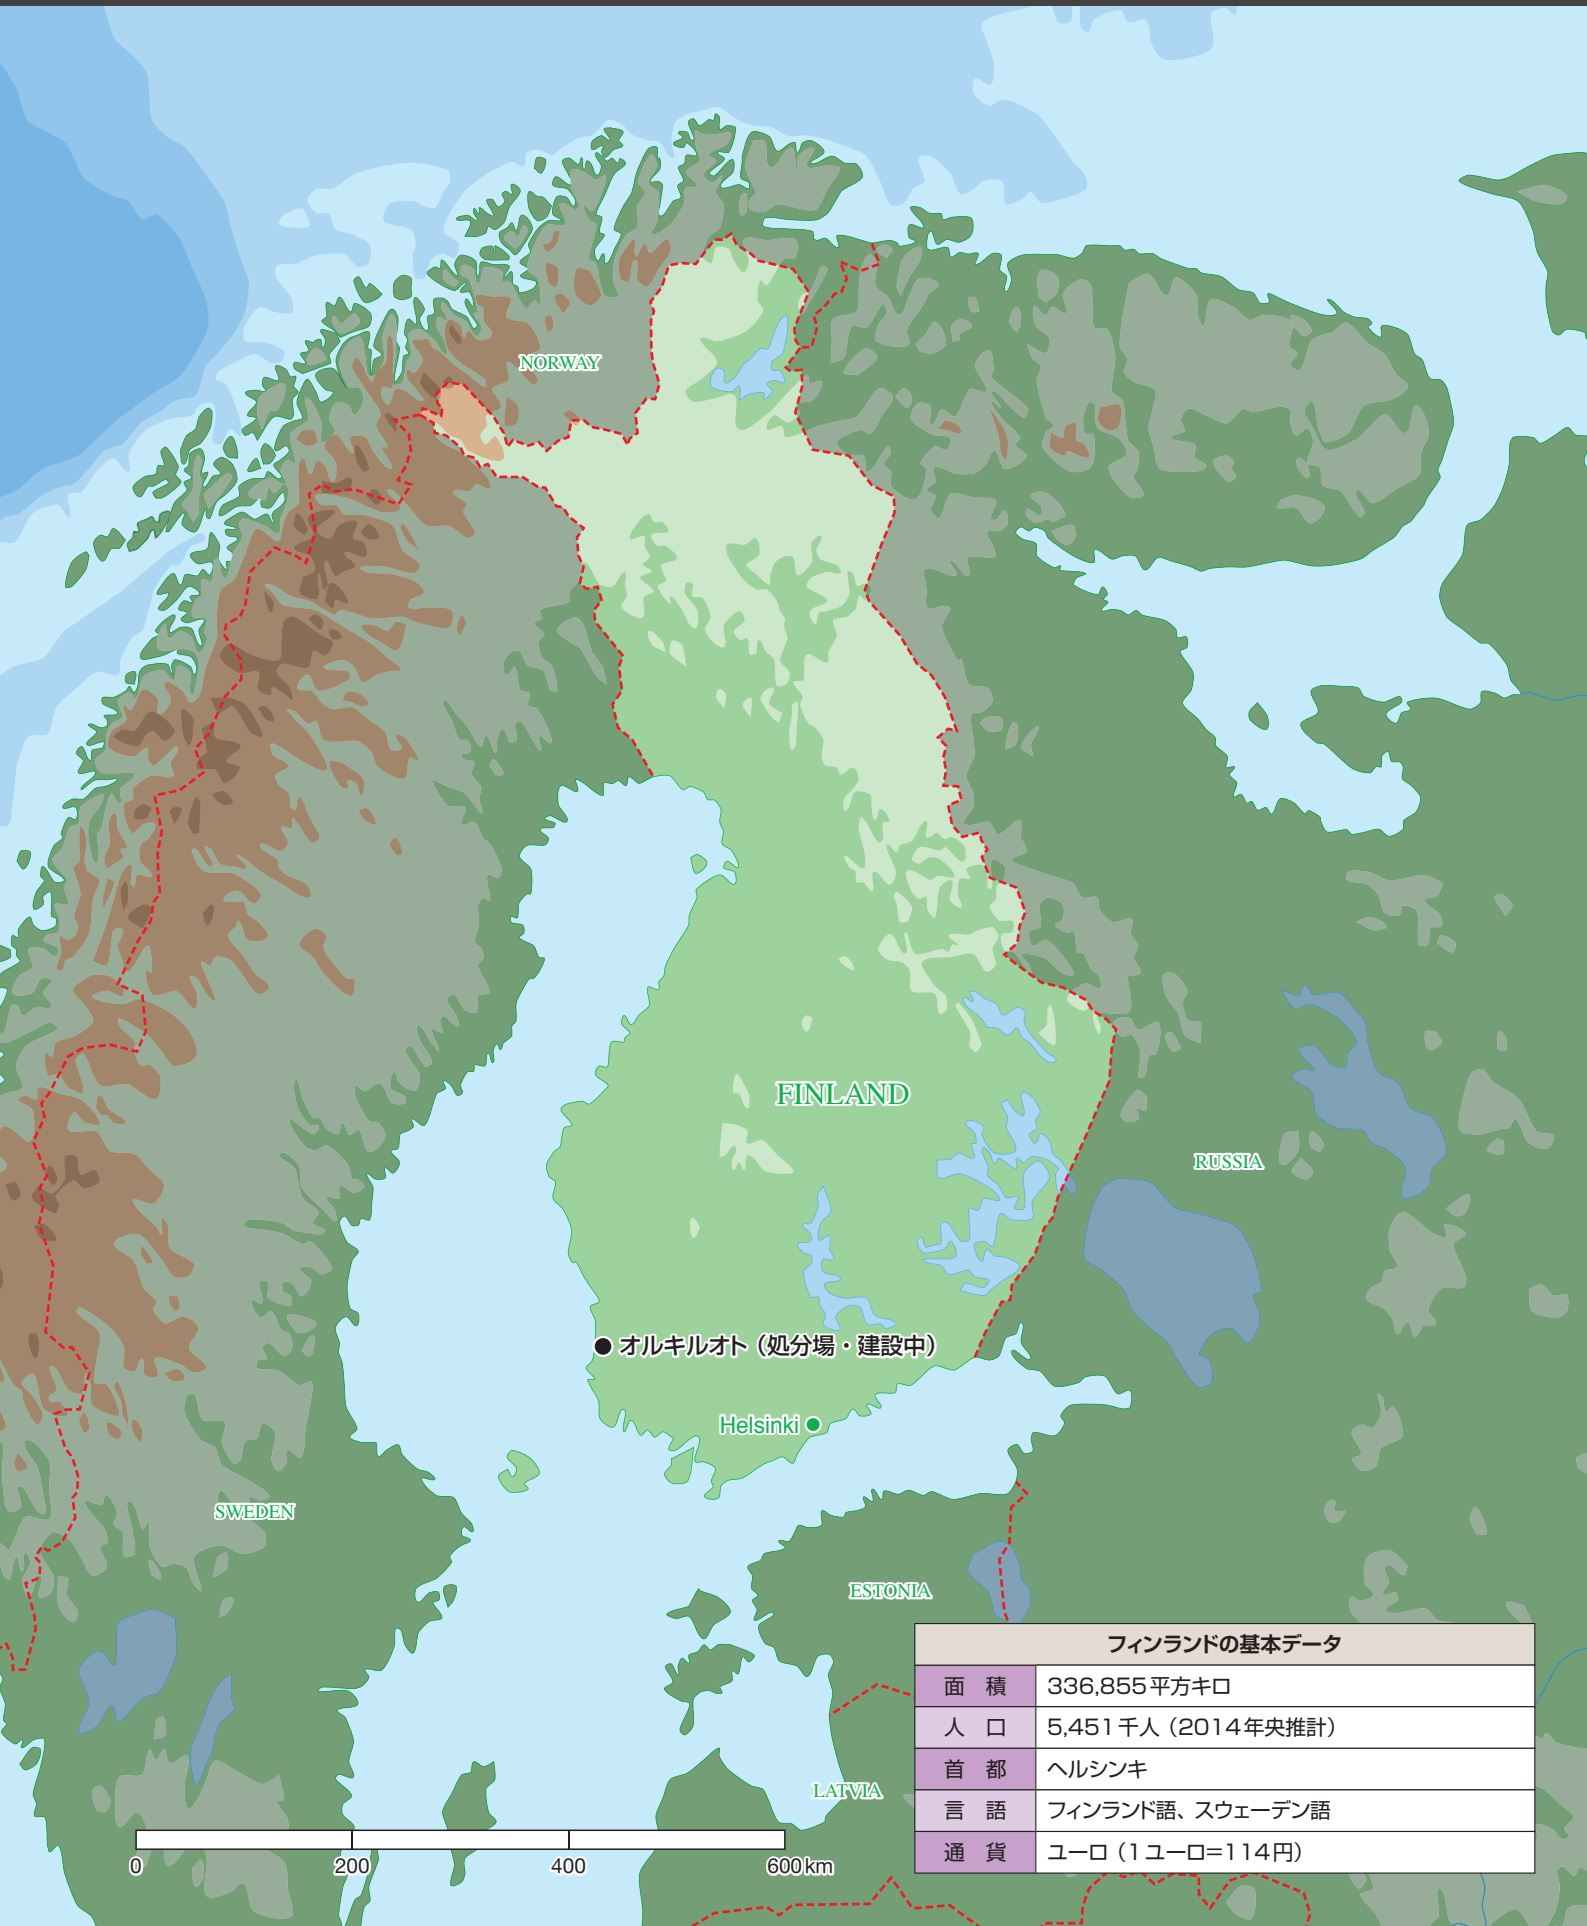 NORWAY
FINLAND
RUSSIA
オルキルオト（処分場・建設中）
Helsinki
SWEDEN
ESTONIA
LATVIA
フィンランドの基本データ
面 積 336,855平方キロ
人 口 5,451千人（2014年央推計）
首 都 ヘルシンキ
言 語 フィンランド語、スウェーデン語
通 貨 ユーロ（1ユーロ=114円）
0 200 400 600km